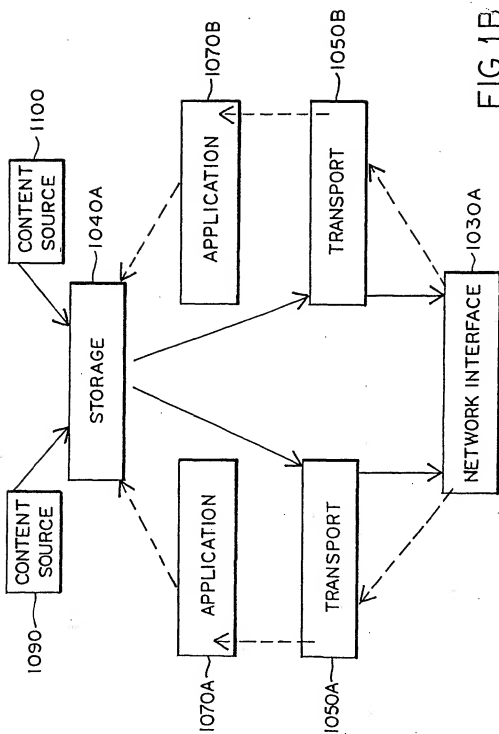 1090
CONTENT
SOURCE
CONTENT
SOURCE
1100
STORAGE
1040A
1070A
APPLICATION
APPLICATION
1070B
1050A
TRANSPORT
TRANSPORT
1050B
NETWORK INTERFACE
1030A
FIG. 1B